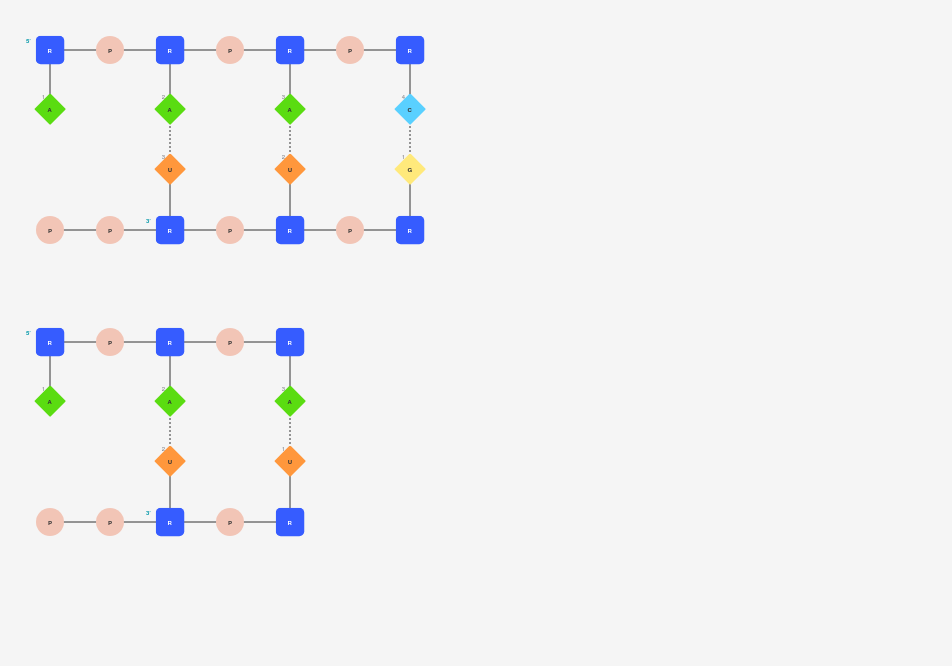 5' R P R P R P R
1 A 2 A 3 A 4 C
3 U 2 U 1 G
P P 3' R P R P R
5' R P R P R
1 A 2 A 3 A
2 U 1 U
P P 3' R P R